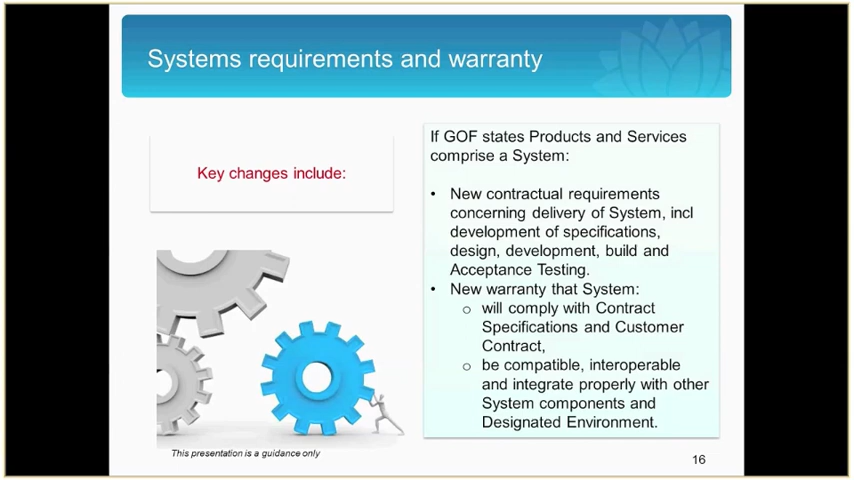 Systems requirements and warranty
Key changes include:
If GOF states Products and Services
comprise a System:
• New contractual requirements
concerning delivery of System, incl
development of specifications,
design, development, build and
Acceptance Testing.
• New warranty that System:
o will comply with Contract
Specifications and Customer
Contract,
o be compatible, interoperable
and integrate properly with other
System components and
Designated Environment.
This presentation is a guidance only
16